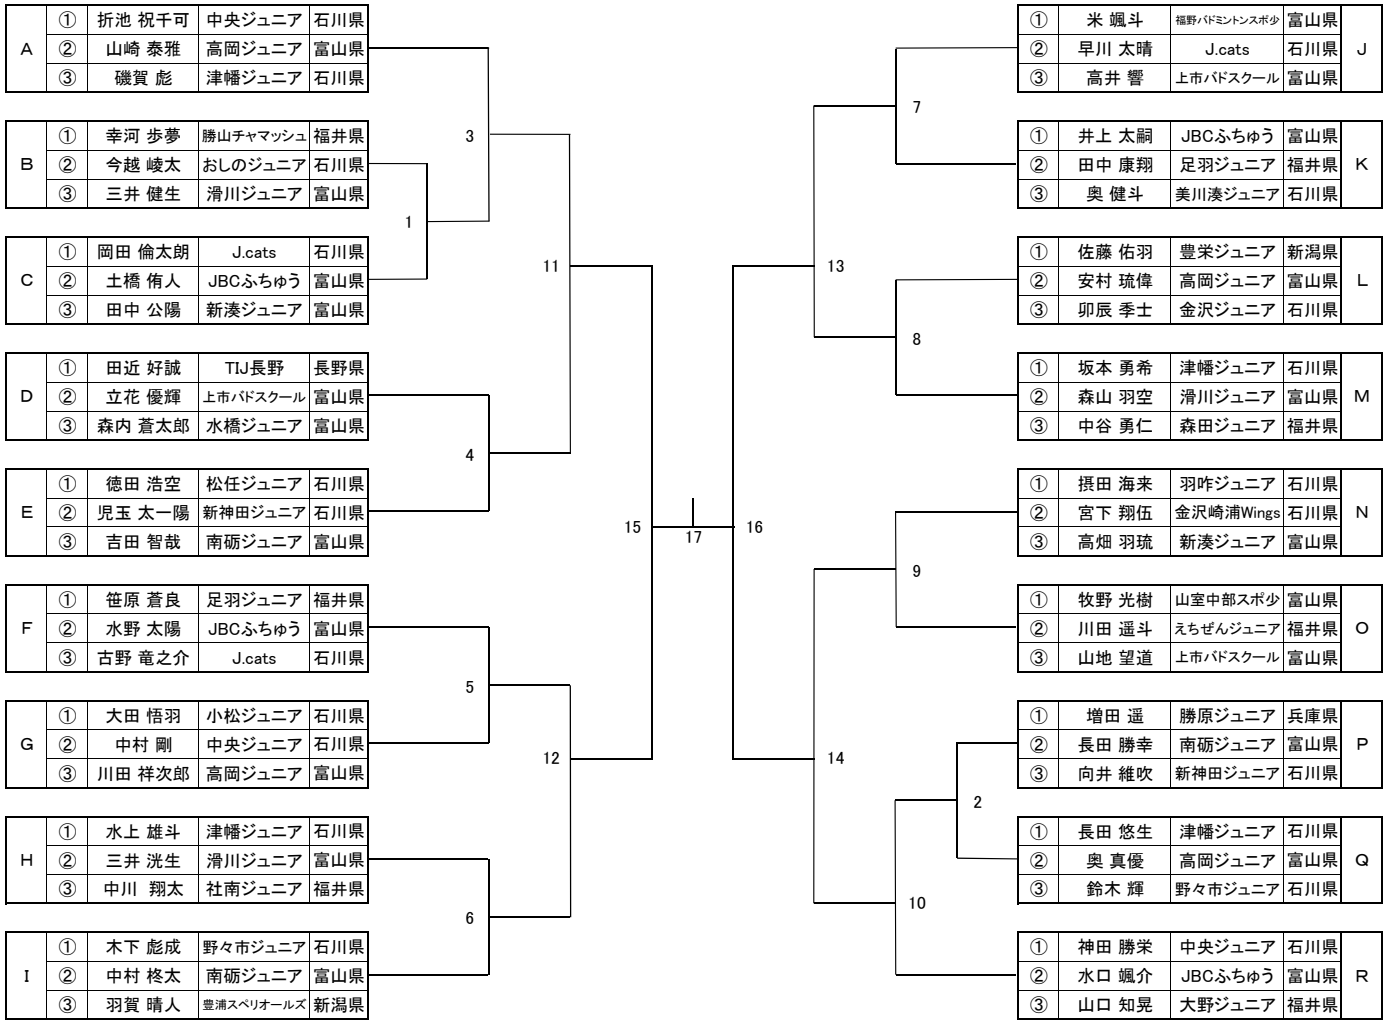 A
① 折池 祝千可 中央ジュニア 石川県
② 山崎 泰雅 高岡ジュニア 富山県
③ 磯賀 彪 津幡ジュニア 石川県
B
① 幸河 歩夢 勝山チャマッシュ 福井県
② 今越 崚太 おしのジュニア 石川県
③ 三井 健生 滑川ジュニア 富山県
C
① 岡田 倫太朗 J.cats 石川県
② 土橋 侑人 JBCふちゅう 富山県
③ 田中 公陽 新湊ジュニア 富山県
D
① 田近 好誠 TIJ長野 長野県
② 立花 優輝 上市バドスクール 富山県
③ 森内 蒼太郎 水橋ジュニア 富山県
E
① 徳田 浩空 松任ジュニア 石川県
② 児玉 太一陽 新神田ジュニア 石川県
③ 吉田 智哉 南砺ジュニア 富山県
F
① 笹原 蒼良 足羽ジュニア 福井県
② 水野 太陽 JBCふちゅう 富山県
③ 古野 竜之介 J.cats 石川県
G
① 大田 悟羽 小松ジュニア 石川県
② 中村 剛 中央ジュニア 石川県
③ 川田 祥次郎 高岡ジュニア 富山県
H
① 水上 雄斗 津幡ジュニア 石川県
② 三井 洸生 滑川ジュニア 富山県
③ 中川 翔太 社南ジュニア 福井県
I
① 木下 彪成 野々市ジュニア 石川県
② 中村 柊太 南砺ジュニア 富山県
③ 羽賀 晴人 豊浦スペリオールズ 新潟県
3
1
11
4
15
5
12
6
17
16
7
13
8
9
14
2
10
① 米 颯斗 福野バドミントンスポ少 富山県
② 早川 太晴 J.cats 石川県
③ 高井 響 上市バドスクール 富山県
J
① 井上 太嗣 JBCふちゅう 富山県
② 田中 康翔 足羽ジュニア 福井県
③ 奥 健斗 美川湊ジュニア 石川県
K
① 佐藤 佑羽 豊栄ジュニア 新潟県
② 安村 琉偉 高岡ジュニア 富山県
③ 卯辰 季士 金沢ジュニア 石川県
L
① 坂本 勇希 津幡ジュニア 石川県
② 森山 羽空 滑川ジュニア 富山県
③ 中谷 勇仁 森田ジュニア 福井県
M
① 摂田 海来 羽咋ジュニア 石川県
② 宮下 翔伍 金沢崎浦Wings 石川県
③ 高畑 羽琉 新湊ジュニア 富山県
N
① 牧野 光樹 山室中部スポ少 富山県
② 川田 遥斗 えちぜんジュニア 福井県
③ 山地 望道 上市バドスクール 富山県
O
① 増田 遥 勝原ジュニア 兵庫県
② 長田 勝幸 南砺ジュニア 富山県
③ 向井 維吹 新神田ジュニア 石川県
P
① 長田 悠生 津幡ジュニア 石川県
② 奥 真優 高岡ジュニア 富山県
③ 鈴木 輝 野々市ジュニア 石川県
Q
① 神田 勝栄 中央ジュニア 石川県
② 水口 颯介 JBCふちゅう 富山県
③ 山口 知晃 大野ジュニア 福井県
R